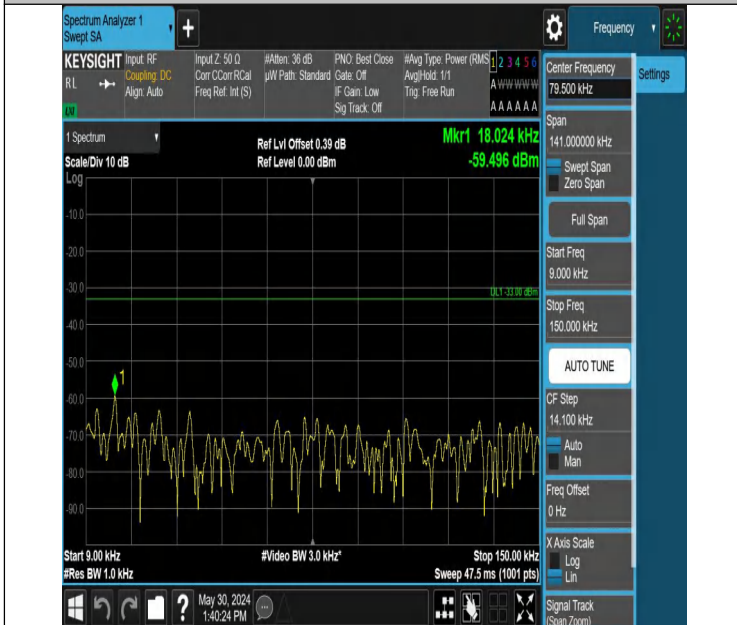 Spectrum Analyzer 1
Swept SA
+
Frequency
KEYSIGHT
RL
Input: RF
Coupling: DC
Align: Auto
Input Z: 50 Ω
Corr CCorr RCal
Freq Ref: Int (S)
#Atten: 36 dB
µW Path: Standard
PNO: Best Close
Gate: Off
IF Gain: Low
Sig Track: Off
#Avg Type: Power (RMS
Avg|Hold: 1/1
Trig: Free Run
1 2 3 4 5 6
A W W W W W
A A A A A A
1 Spectrum
Scale/Div 10 dB
Log
Ref Lvl Offset 0.39 dB
Ref Level 0.00 dBm
Mkr1 18.024 kHz
-59.496 dBm
-10.0
-20.0
-30.0
DL1 -33.00 dBm
-40.0
-50.0
1
-60.0
-70.0
-80.0
-90.0
Start 9.00 kHz
#Res BW 1.0 kHz
#Video BW 3.0 kHz*
Stop 150.00 kHz
Sweep 47.5 ms (1001 pts)
?
May 30, 2024
1:40:24 PM
Center Frequency
79.500 kHz
Settings
Span
141.000000 kHz
Swept Span
Zero Span
Full Span
Start Freq
9.000 kHz
Stop Freq
150.000 kHz
AUTO TUNE
CF Step
14.100 kHz
Auto
Man
Freq Offset
0 Hz
X Axis Scale
Log
Lin
Signal Track
(Span Zoom)